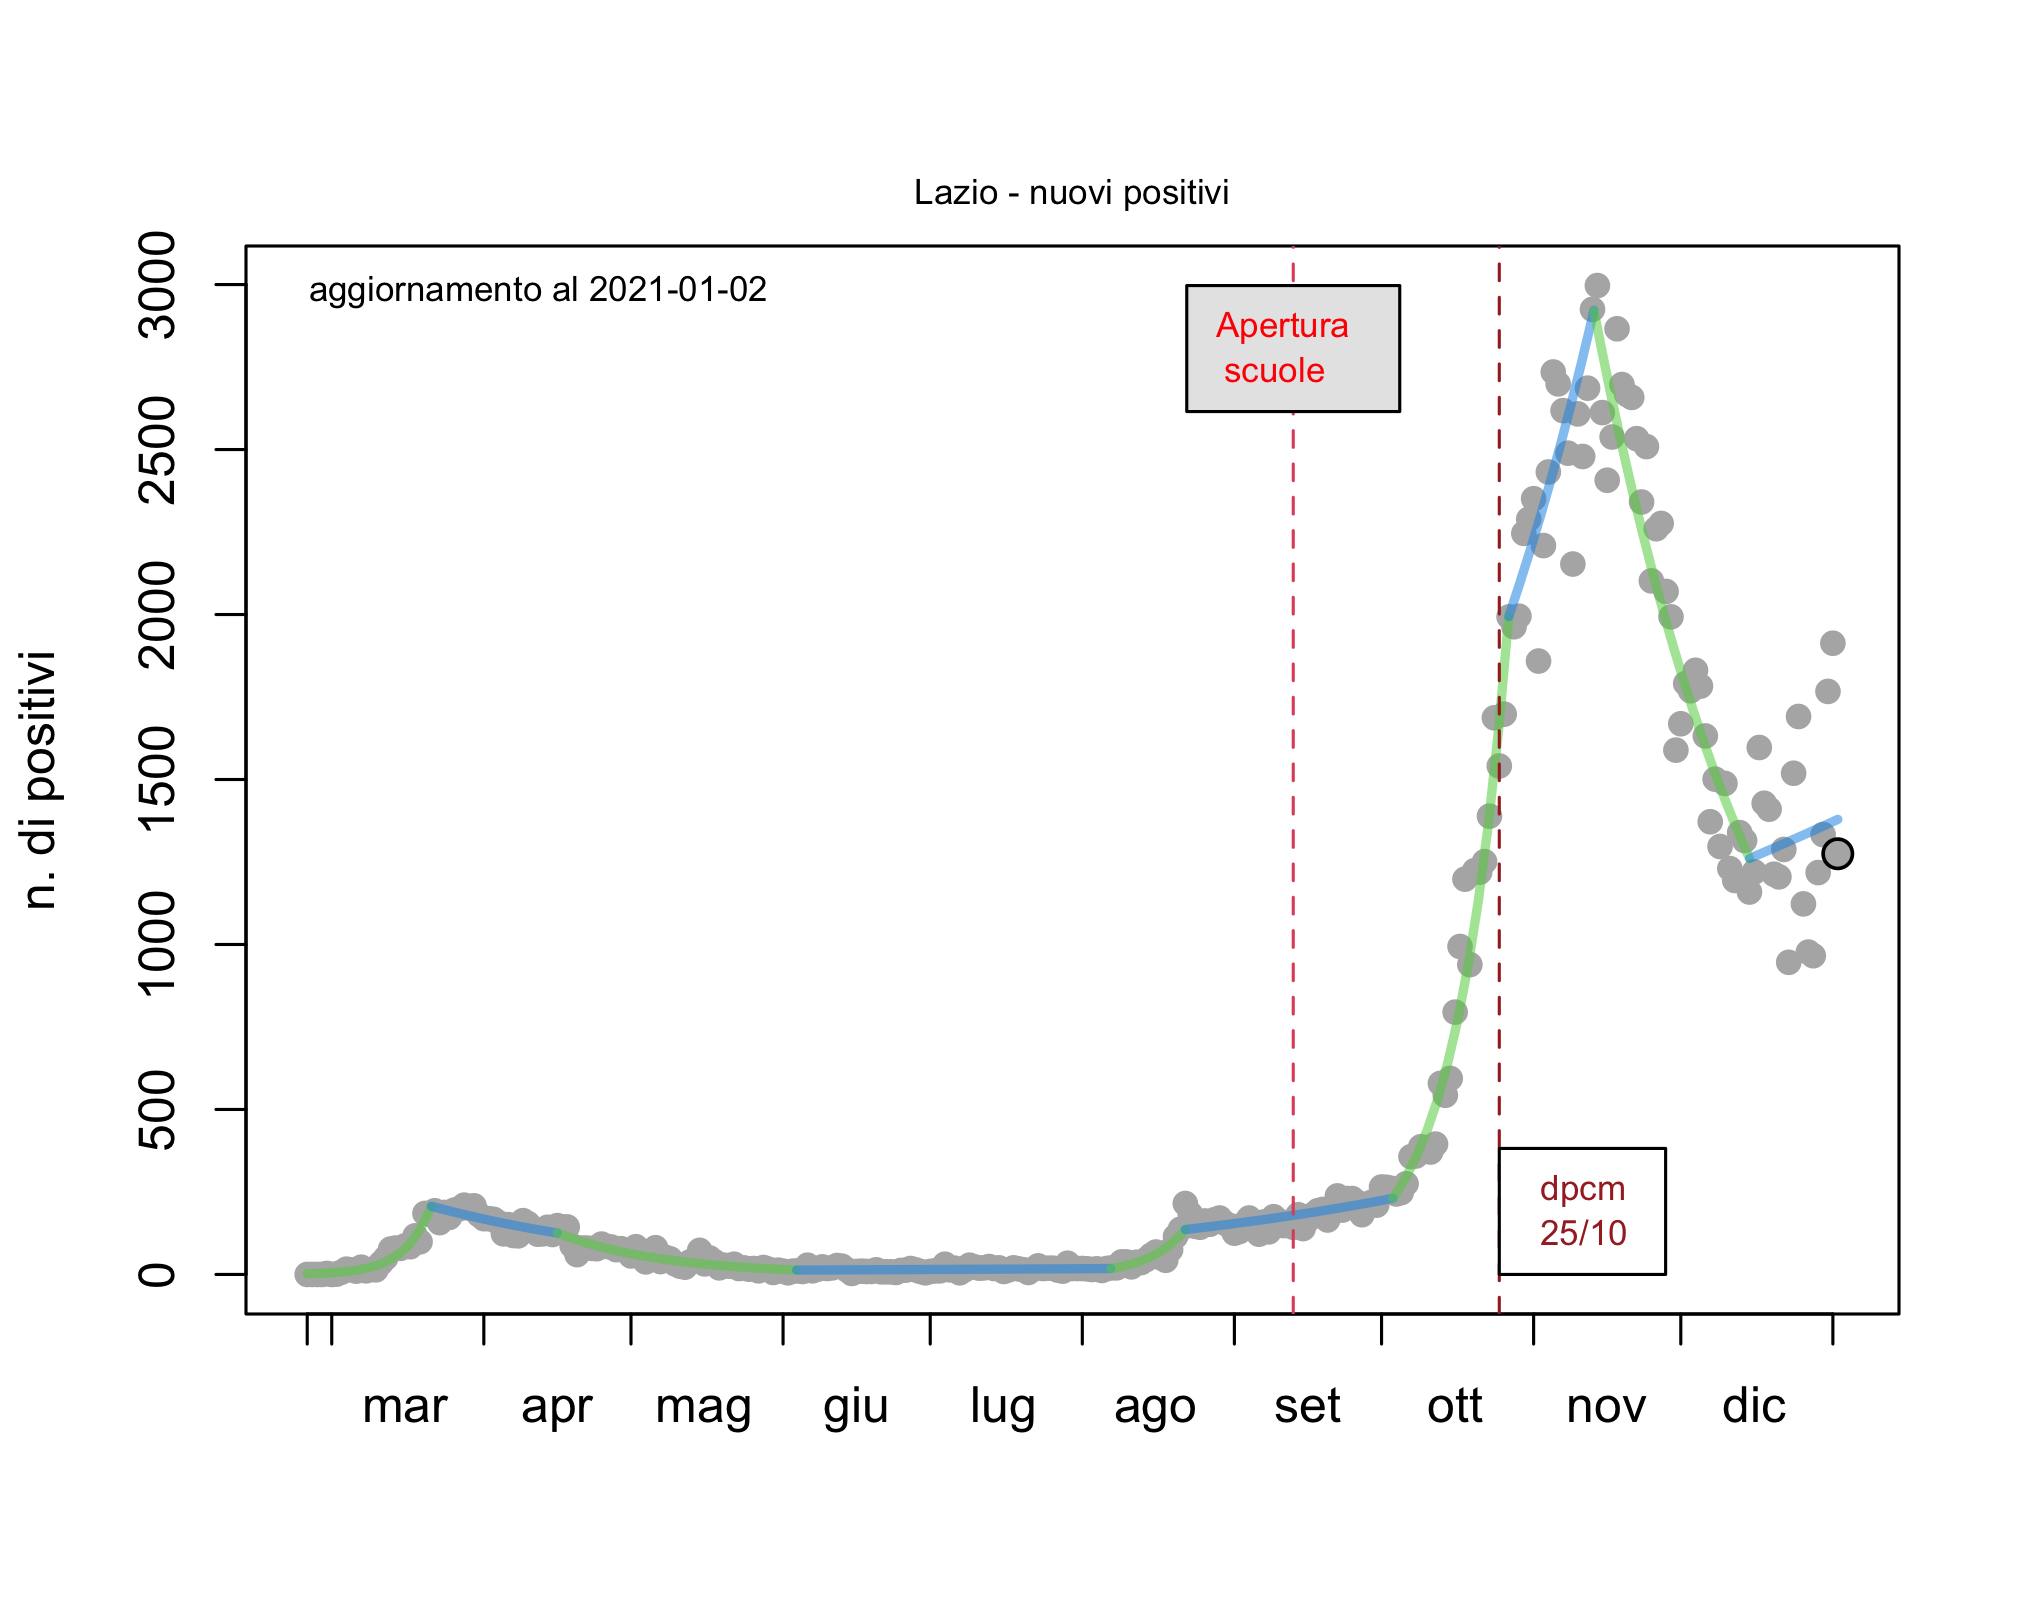 Lazio - nuovi positivi
aggiornamento al 2021-01-02
Apertura
scuole
dpcm
25/10
n. di positivi
3000
2500
2000
1500
1000
500
0
mar apr mag giu lug ago set ott nov dic